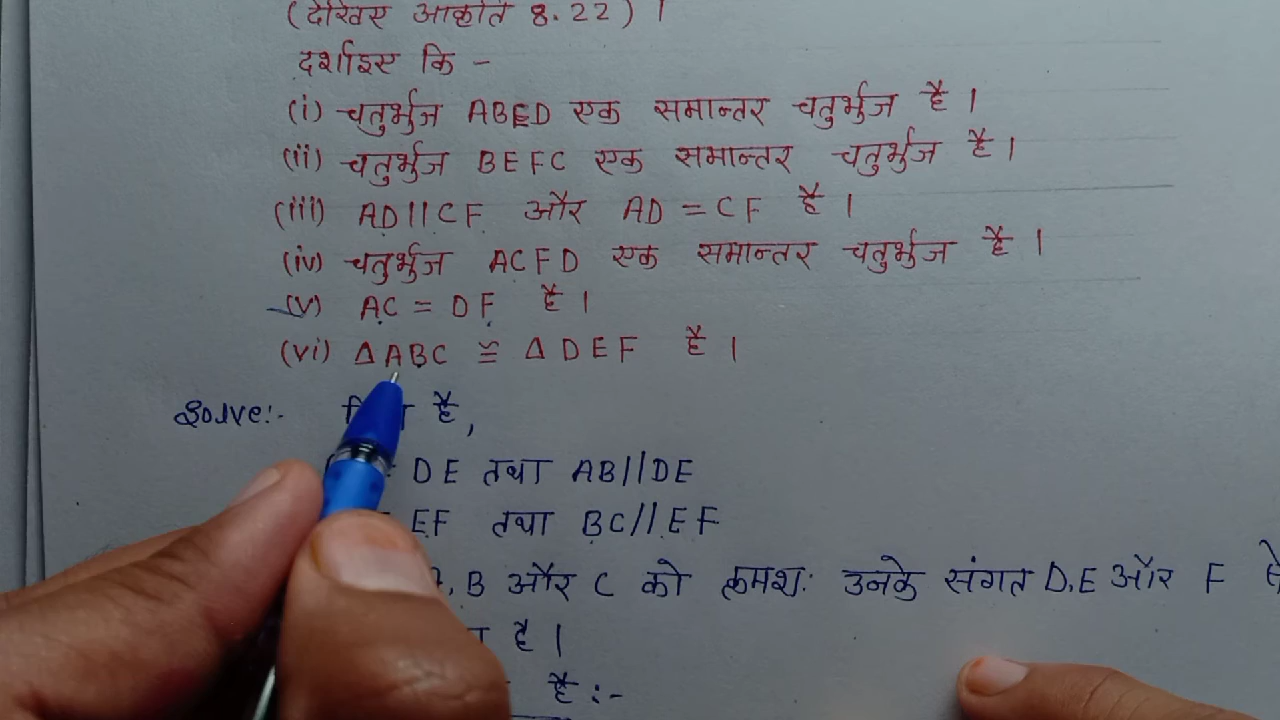 (देखिए आकृति 8.22) ।
दर्शाइए कि -
(i) चतुर्भुज ABED एक समान्तर चतुर्भुज है ।
(ii) चतुर्भुज BEFC एक समान्तर चतुर्भुज है ।
(iii) AD||CF और AD = CF है ।
(iv) चतुर्भुज ACFD एक समान्तर चतुर्भुज है ।
(v) AC = DF है ।
(vi) ΔABC ≅ ΔDEF है ।
Solve:- है,
DE तथा AB//DE
EF तथा BC//EF
, B और C को क्रमशः उनके संगत D,E और F
है ।
है :-